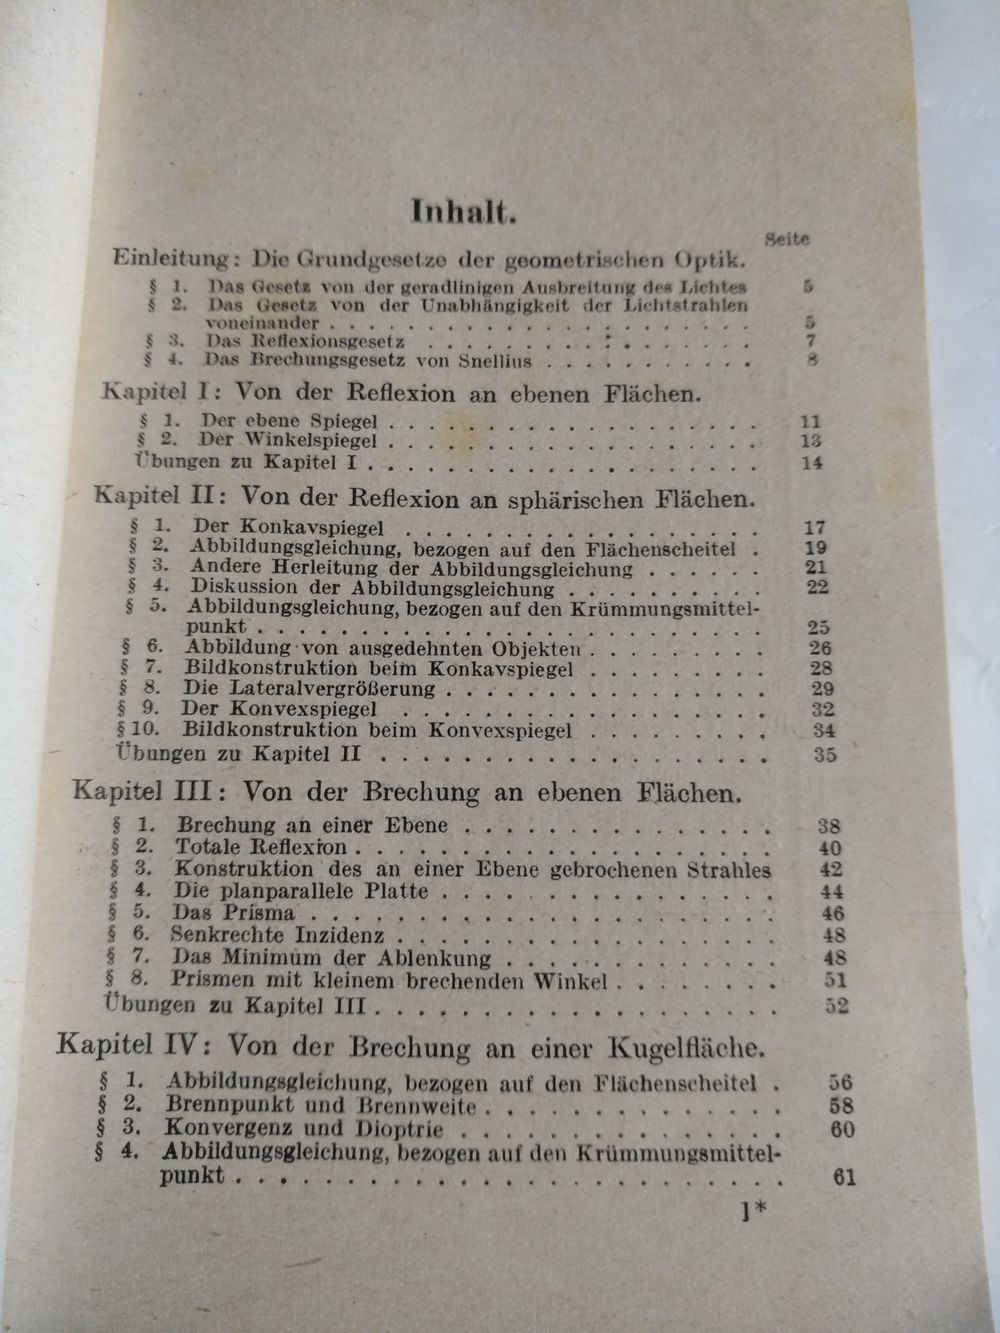 Inhalt.
Seite
Einleitung: Die Grundgesetze der geometrischen Optik.
§ 1. Das Gesetz von der geradlinigen Ausbreitung des Lichtes 5
§ 2. Das Gesetz von der Unabhängigkeit der Lichtstrahlen
voneinander . . . . . . . . . . . . . . . . . . . . 5
§ 3. Das Reflexionsgesetz . . . . . . . . . . . . . . . 7
§ 4. Das Brechungsgesetz von Snellius . . . . . . . . . . 8
Kapitel I: Von der Reflexion an ebenen Flächen.
§ 1. Der ebene Spiegel . . . . . . . . . . . . . . . . . 11
§ 2. Der Winkelspiegel . . . . . . . . . . . . . . . . . 13
Übungen zu Kapitel I . . . . . . . . . . . . . . . . . 14
Kapitel II: Von der Reflexion an sphärischen Flächen.
§ 1. Der Konkavspiegel . . . . . . . . . . . . . . . . 17
§ 2. Abbildungsgleichung, bezogen auf den Flächenscheitel . 19
§ 3. Andere Herleitung der Abbildungsgleichung . . . . . . 21
§ 4. Diskussion der Abbildungsgleichung . . . . . . . . . 22
§ 5. Abbildungsgleichung, bezogen auf den Krümmungsmittel-
punkt . . . . . . . . . . . . . . . . . . . . . . 25
§ 6. Abbildung von ausgedehnten Objekten . . . . . . . . 26
§ 7. Bildkonstruktion beim Konkavspiegel . . . . . . . . 28
§ 8. Die Lateralvergrößerung . . . . . . . . . . . . . . 29
§ 9. Der Konvexspiegel . . . . . . . . . . . . . . . . 32
§ 10. Bildkonstruktion beim Konvexspiegel . . . . . . . . 34
Übungen zu Kapitel II . . . . . . . . . . . . . . . . 35
Kapitel III: Von der Brechung an ebenen Flächen.
§ 1. Brechung an einer Ebene . . . . . . . . . . . . . 38
§ 2. Totale Reflexion . . . . . . . . . . . . . . . . . . 40
§ 3. Konstruktion des an einer Ebene gebrochenen Strahles 42
§ 4. Die planparallele Platte . . . . . . . . . . . . . . 44
§ 5. Das Prisma . . . . . . . . . . . . . . . . . . . . 46
§ 6. Senkrechte Inzidenz . . . . . . . . . . . . . . . . 48
§ 7. Das Minimum der Ablenkung . . . . . . . . . . . . 48
§ 8. Prismen mit kleinem brechenden Winkel . . . . . . . 51
Übungen zu Kapitel III . . . . . . . . . . . . . . . . . 52
Kapitel IV: Von der Brechung an einer Kugelfläche.
§ 1. Abbildungsgleichung, bezogen auf den Flächenscheitel . 56
§ 2. Brennpunkt und Brennweite . . . . . . . . . . . . . 58
§ 3. Konvergenz und Dioptrie . . . . . . . . . . . . . . 60
§ 4. Abbildungsgleichung, bezogen auf den Krümmungsmittel-
punkt . . . . . . . . . . . . . . . . . . . . . . . 61
1*